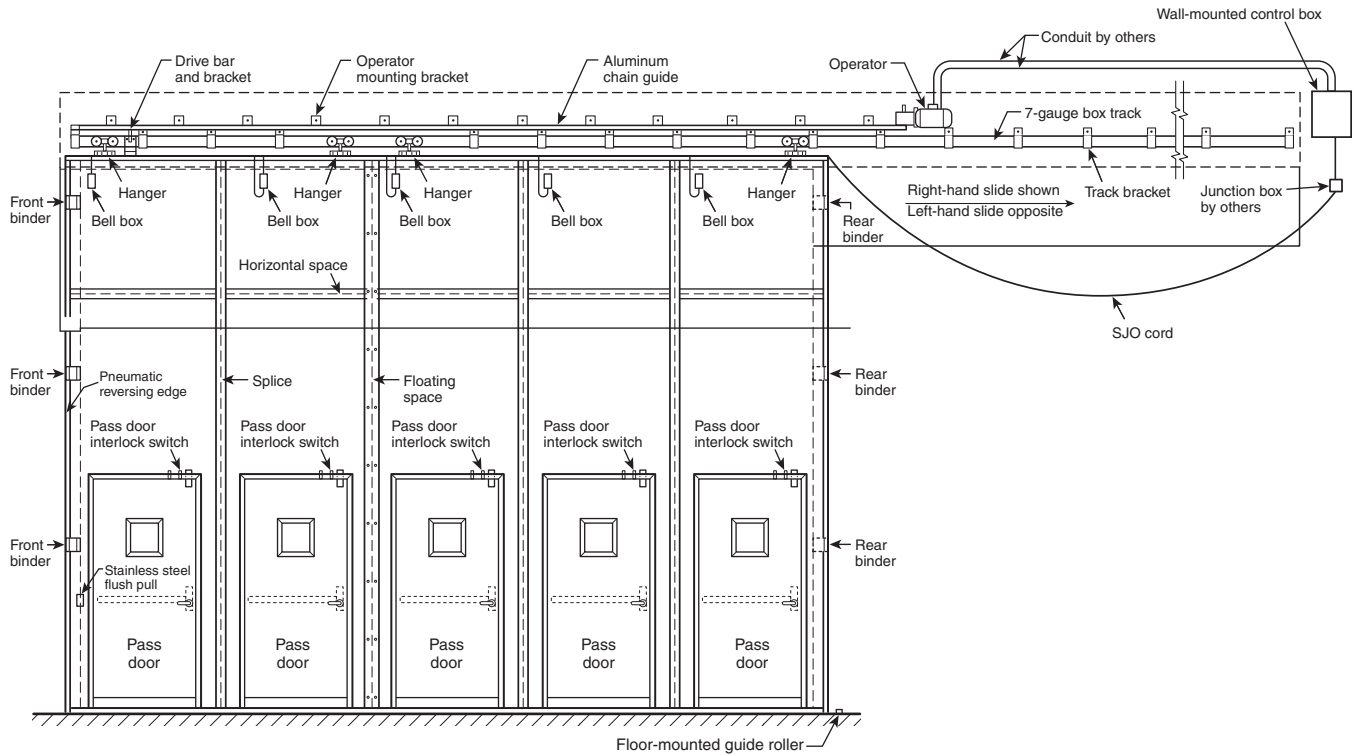 Wall-mounted control box
Conduit by others
Drive bar
and bracket
Operator
mounting bracket
Aluminum
chain guide
Operator
7-gauge box track
Hanger
Hanger
Hanger
Hanger
Right-hand slide shown
Left-hand slide opposite
Track bracket
Junction box
by others
Front
binder
Bell box
Bell box
Bell box
Bell box
Bell box
Rear
binder
Horizontal space
SJO cord
Front
binder
Pneumatic
reversing edge
Splice
Floating
space
Rear
binder
Pass door
interlock switch
Pass door
interlock switch
Pass door
interlock switch
Pass door
interlock switch
Pass door
interlock switch
Front
binder
Rear
binder
Stainless steel
flush pull
Pass
door
Pass
door
Pass
door
Pass
door
Pass
door
Floor-mounted guide roller